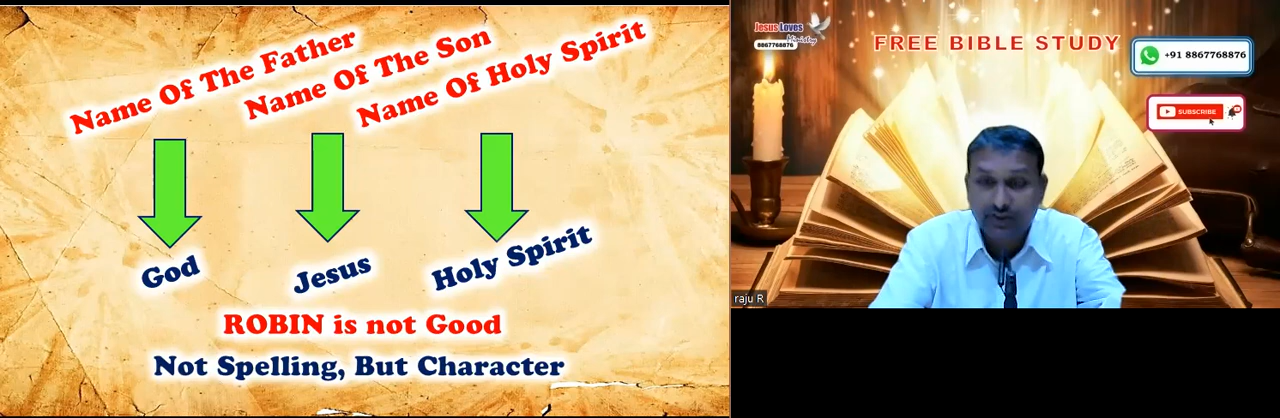 Name Of The Father
Name Of The Son
Name Of Holy Spirit
God
Jesus
Holy Spirit
ROBIN is not Good
Not Spelling, But Character
Jesus Loves
Ministry
8867768876
FREE BIBLE STUDY
+91 8867768876
SUBSCRIBE
raju R